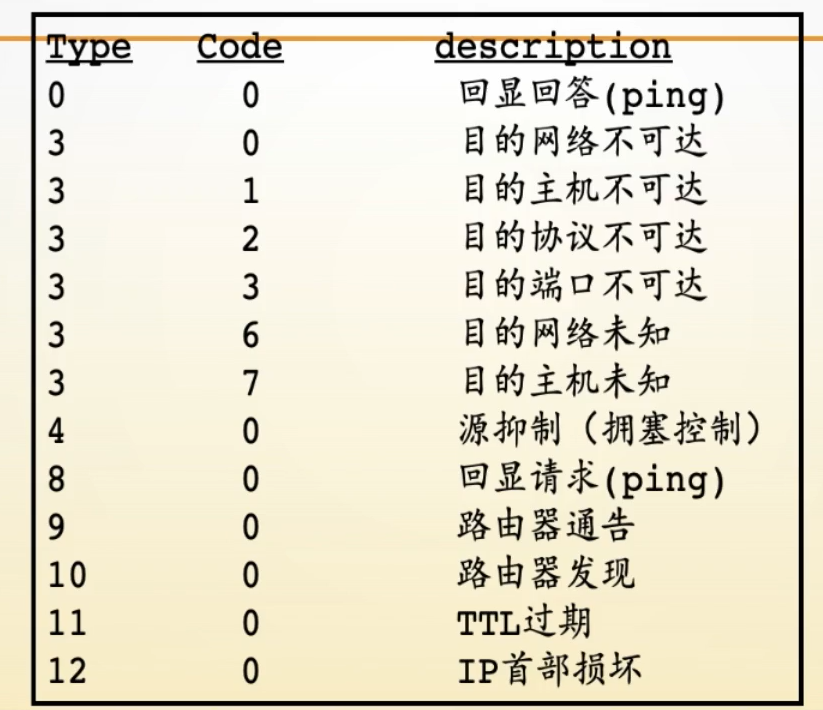 Type Code description
0 0 回显回答(ping)
3 0 目的网络不可达
3 1 目的主机不可达
3 2 目的协议不可达
3 3 目的端口不可达
3 6 目的网络未知
3 7 目的主机未知
4 0 源抑制（拥塞控制）
8 0 回显请求(ping)
9 0 路由器通告
10 0 路由器发现
11 0 TTL过期
12 0 IP首部损坏